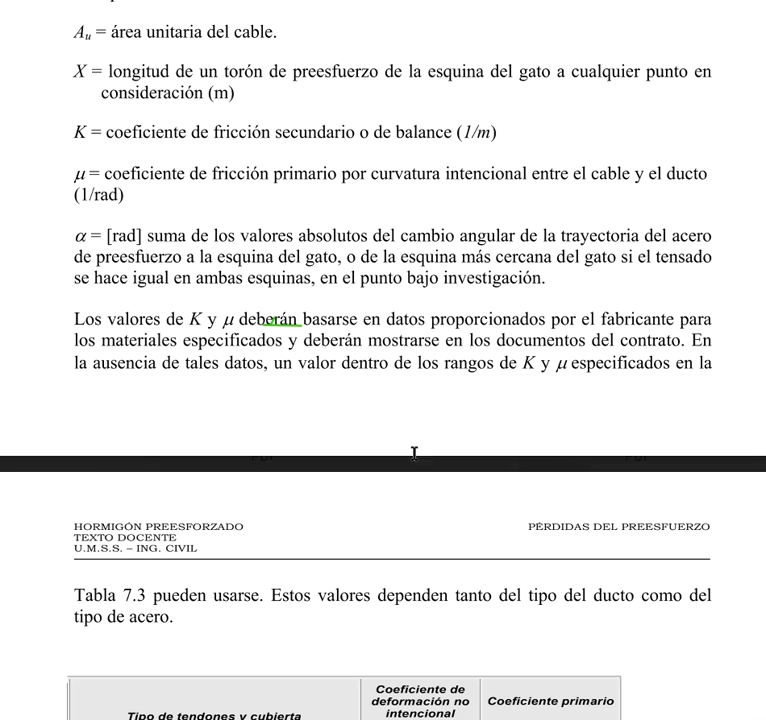 A_u = área unitaria del cable.
X = longitud de un torón de preesfuerzo de la esquina del gato a cualquier punto en
consideración (m)
K = coeficiente de fricción secundario o de balance (1/m)
μ = coeficiente de fricción primario por curvatura intencional entre el cable y el ducto
(1/rad)
α = [rad] suma de los valores absolutos del cambio angular de la trayectoria del acero
de preesfuerzo a la esquina del gato, o de la esquina más cercana del gato si el tensado
se hace igual en ambas esquinas, en el punto bajo investigación.
Los valores de K y μ deberán basarse en datos proporcionados por el fabricante para
los materiales especificados y deberán mostrarse en los documentos del contrato. En
la ausencia de tales datos, un valor dentro de los rangos de K y μ especificados en la
HORMIGÓN PREESFORZADO
PÉRDIDAS DEL PREESFUERZO
TEXTO DOCENTE
U.M.S.S. – ING. CIVIL
Tabla 7.3 pueden usarse. Estos valores dependen tanto del tipo del ducto como del
tipo de acero.
Coeficiente de
deformación no
intencional
Coeficiente primario
Tipo de tendones y cubierta